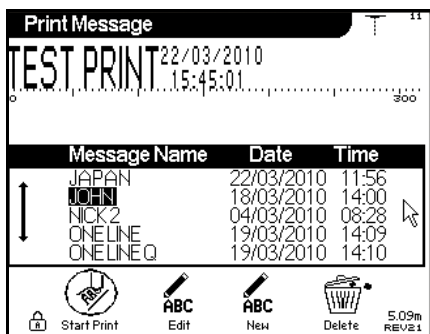 Print Message
11
TEST PRINT 22/03/2010
15:45:01
0 300
Message Name Date Time
JAPAN 22/03/2010 11:56
JOHN 18/03/2010 14:00
NICK 2 04/03/2010 08:28
ONE LINE 19/03/2010 14:09
ONE LINE Q 19/03/2010 14:10
ABC ABC
Start Print Edit New Delete
5.09m
REV21